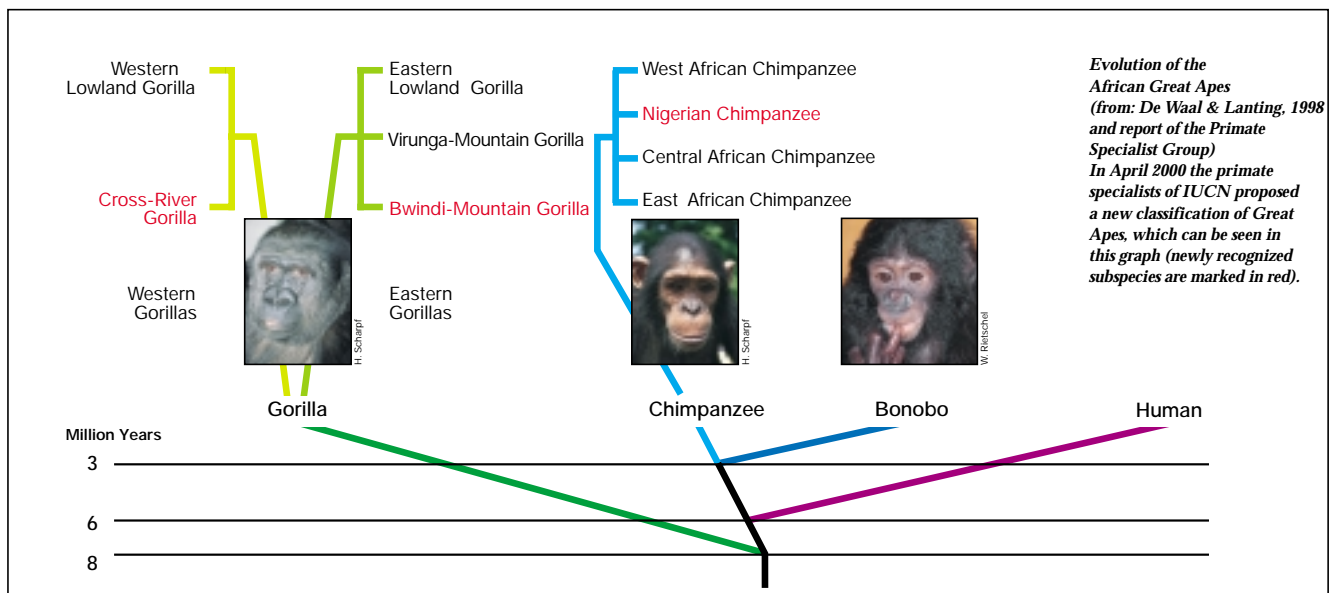 Western
Lowland Gorilla
Cross-River
Gorilla
Western
Gorillas
Eastern
Lowland Gorilla
Virunga-Mountain Gorilla
Bwindi-Mountain Gorilla
Eastern
Gorillas
H. Scharpf
West African Chimpanzee
Nigerian Chimpanzee
Central African Chimpanzee
East African Chimpanzee
H. Scharpf
W. Rietschel
Evolution of the
African Great Apes
(from: De Waal & Lanting, 1998
and report of the Primate
Specialist Group)
In April 2000 the primate
specialists of IUCN proposed
a new classification of Great
Apes, which can be seen in
this graph (newly recognized
subspecies are marked in red).
Gorilla
Chimpanzee
Bonobo
Human
Million Years
3
6
8